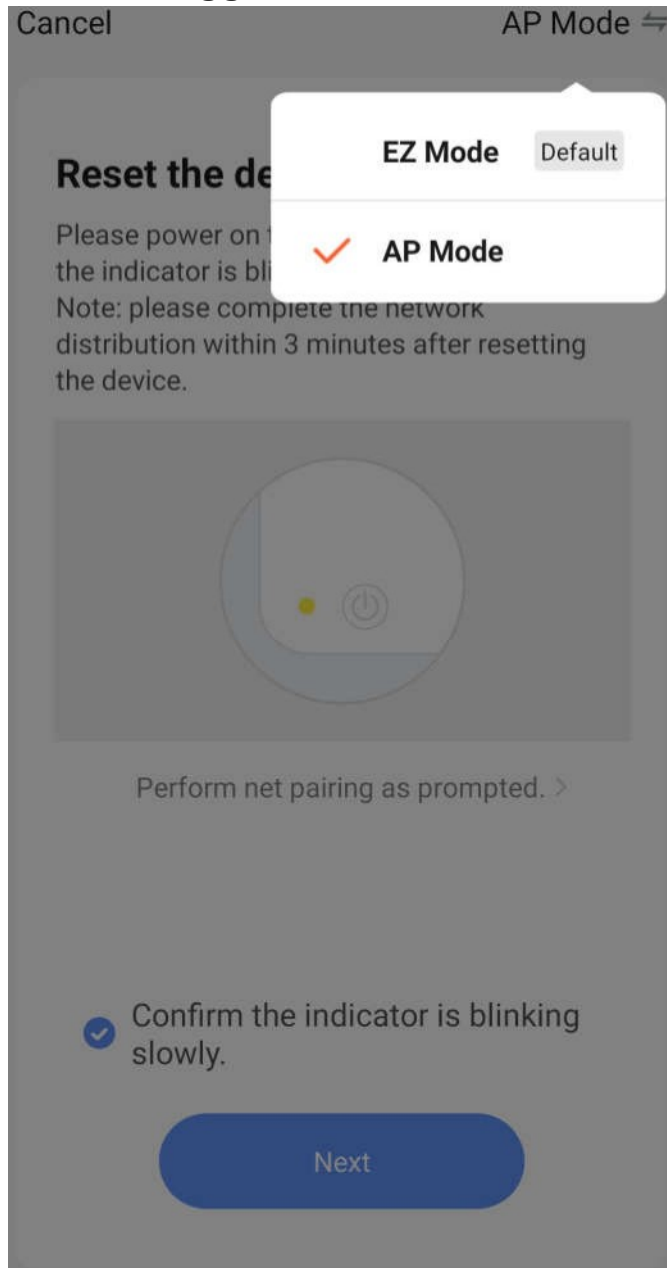 Cancel
AP Mode
EZ Mode Default
AP Mode
Reset the de
Please power on
the indicator is bli
Note: please complete the network
distribution within 3 minutes after resetting
the device.
Perform net pairing as prompted. >
Confirm the indicator is blinking
slowly.
Next